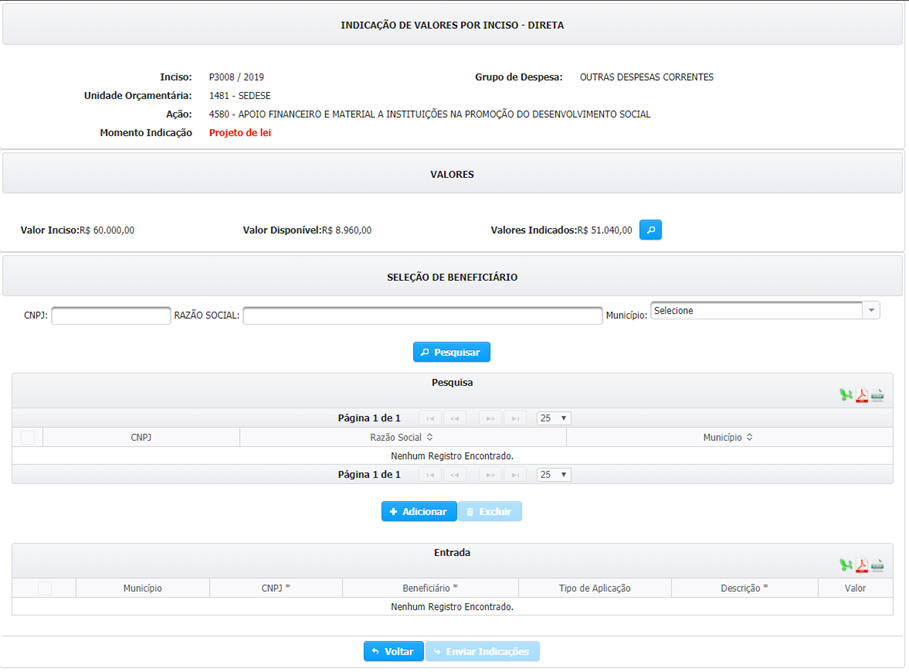 INDICAÇÃO DE VALORES POR INCISO - DIRETA
Inciso: P3008 / 2019 Grupo de Despesa: OUTRAS DESPESAS CORRENTES
Unidade Orçamentária: 1481 - SEDESE
Ação: 4580 - APOIO FINANCEIRO E MATERIAL A INSTITUIÇÕES NA PROMOÇÃO DO DESENVOLVIMENTO SOCIAL
Momento Indicação Projeto de lei
VALORES
Valor Inciso:R$ 60.000,00 Valor Disponível:R$ 8.960,00 Valores Indicados:R$ 51.040,00
SELEÇÃO DE BENEFICIÁRIO
CNPJ: RAZÃO SOCIAL: Município: Selecione
Pesquisar
Pesquisa
Página 1 de 1 25
CNPJ Razão Social Município
Nenhum Registro Encontrado.
Página 1 de 1 25
Adicionar Excluir
Entrada
Município CNPJ * Beneficiário * Tipo de Aplicação Descrição * Valor
Nenhum Registro Encontrado.
Voltar Enviar Indicações